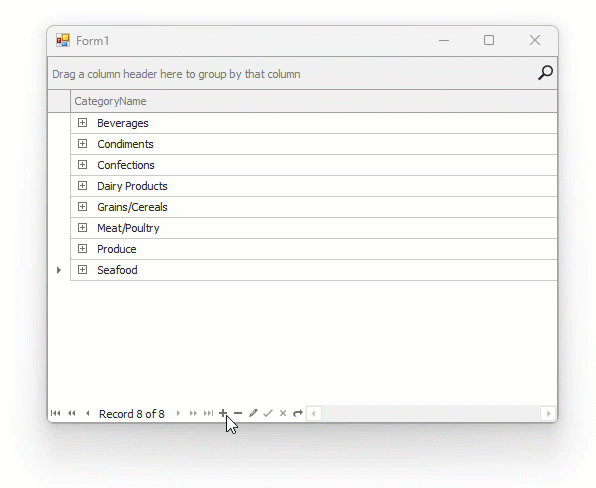 Form1
Drag a column header here to group by that column
CategoryName
Beverages
Condiments
Confections
Dairy Products
Grains/Cereals
Meat/Poultry
Produce
Seafood
Record 8 of 8